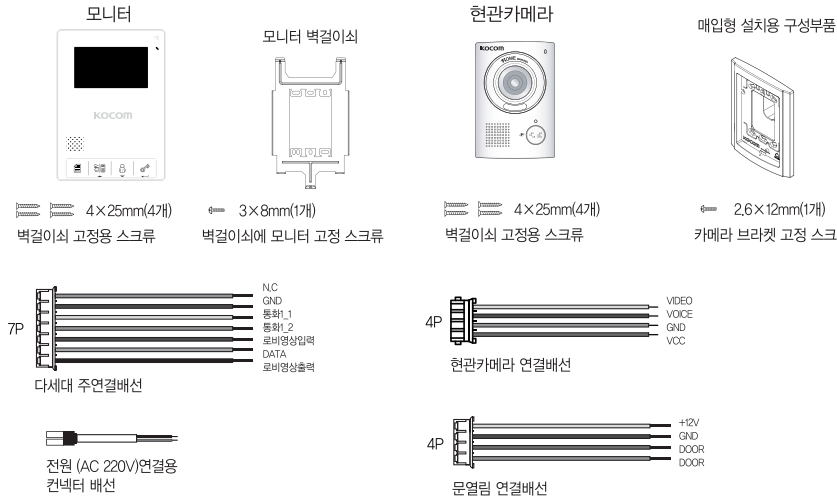 모니터
모니터 벽걸이쇠
현관카메라
매입형 설치용 구성부품
KOCOM
KOCOM
4×25mm(4개)
벽걸이쇠 고정용 스크류
3×8mm(1개)
벽걸이쇠에 모니터 고정 스크류
4×25mm(4개)
벽걸이쇠 고정용 스크류
2.6×12mm(1개)
카메라 브라켓 고정 스크
7P
N.C
GND
통화1_1
통화1_2
로비영상입력
DATA
로비영상출력
다세대 주연결배선
4P
VIDEO
VOICE
GND
VCC
현관카메라 연결배선
전원 (AC 220V)연결용
컨넥터 배선
4P
+12V
GND
DOOR
DOOR
문열림 연결배선